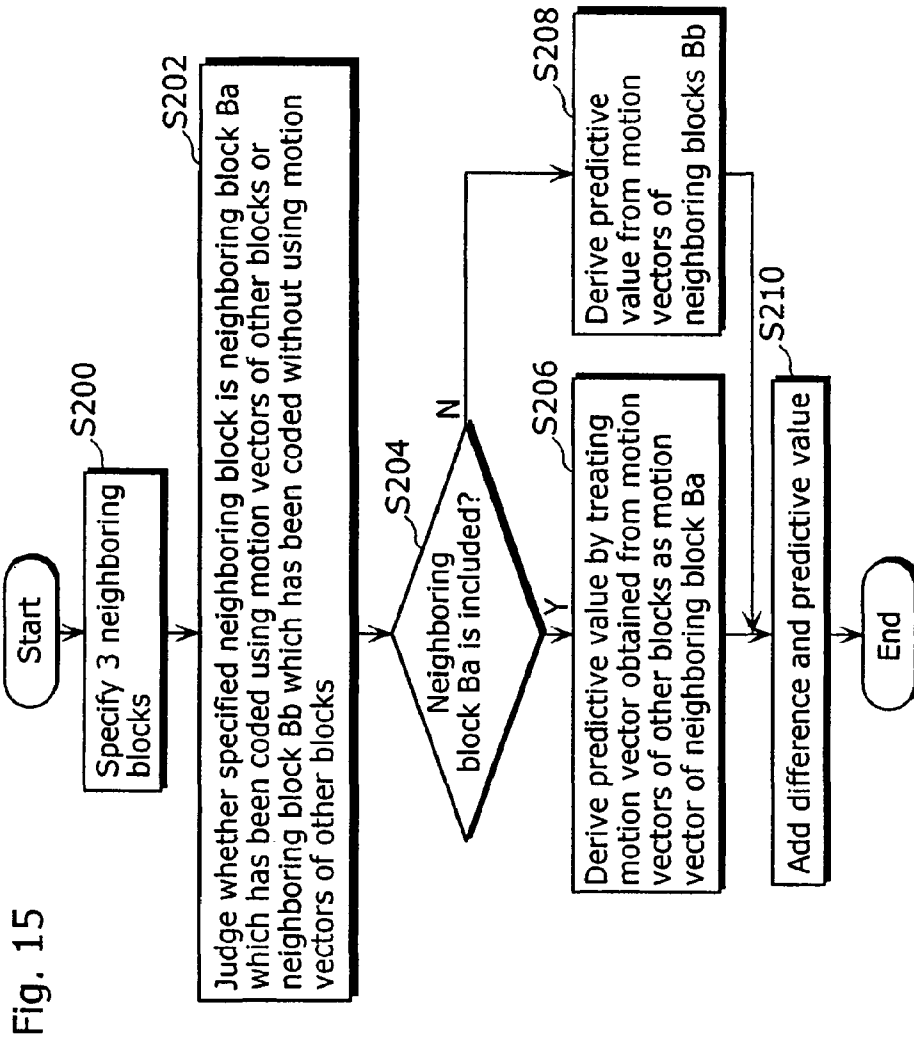 Fig. 15
Start
S200
Specify 3 neighboring
blocks
S202
Judge whether specified neighboring block is neighboring block Ba
which has been coded using motion vectors of other blocks or
neighboring block Bb which has been coded without using motion
vectors of other blocks
S204
Neighboring
block Ba is included?
N
Y
S206
Derive predictive value by treating
motion vector obtained from motion
vectors of other blocks as motion
vector of neighboring block Ba
S208
Derive predictive
value from motion
vectors of
neighboring blocks Bb
S210
Add difference and predictive value
End